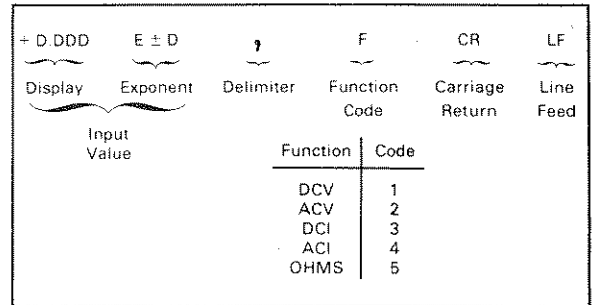 + D.DDD E ± D , F CR LF
Display Exponent Delimiter Function Carriage Line
Code Return Feed
Input
Value
Function Code
DCV 1
ACV 2
DCI 3
ACI 4
OHMS 5